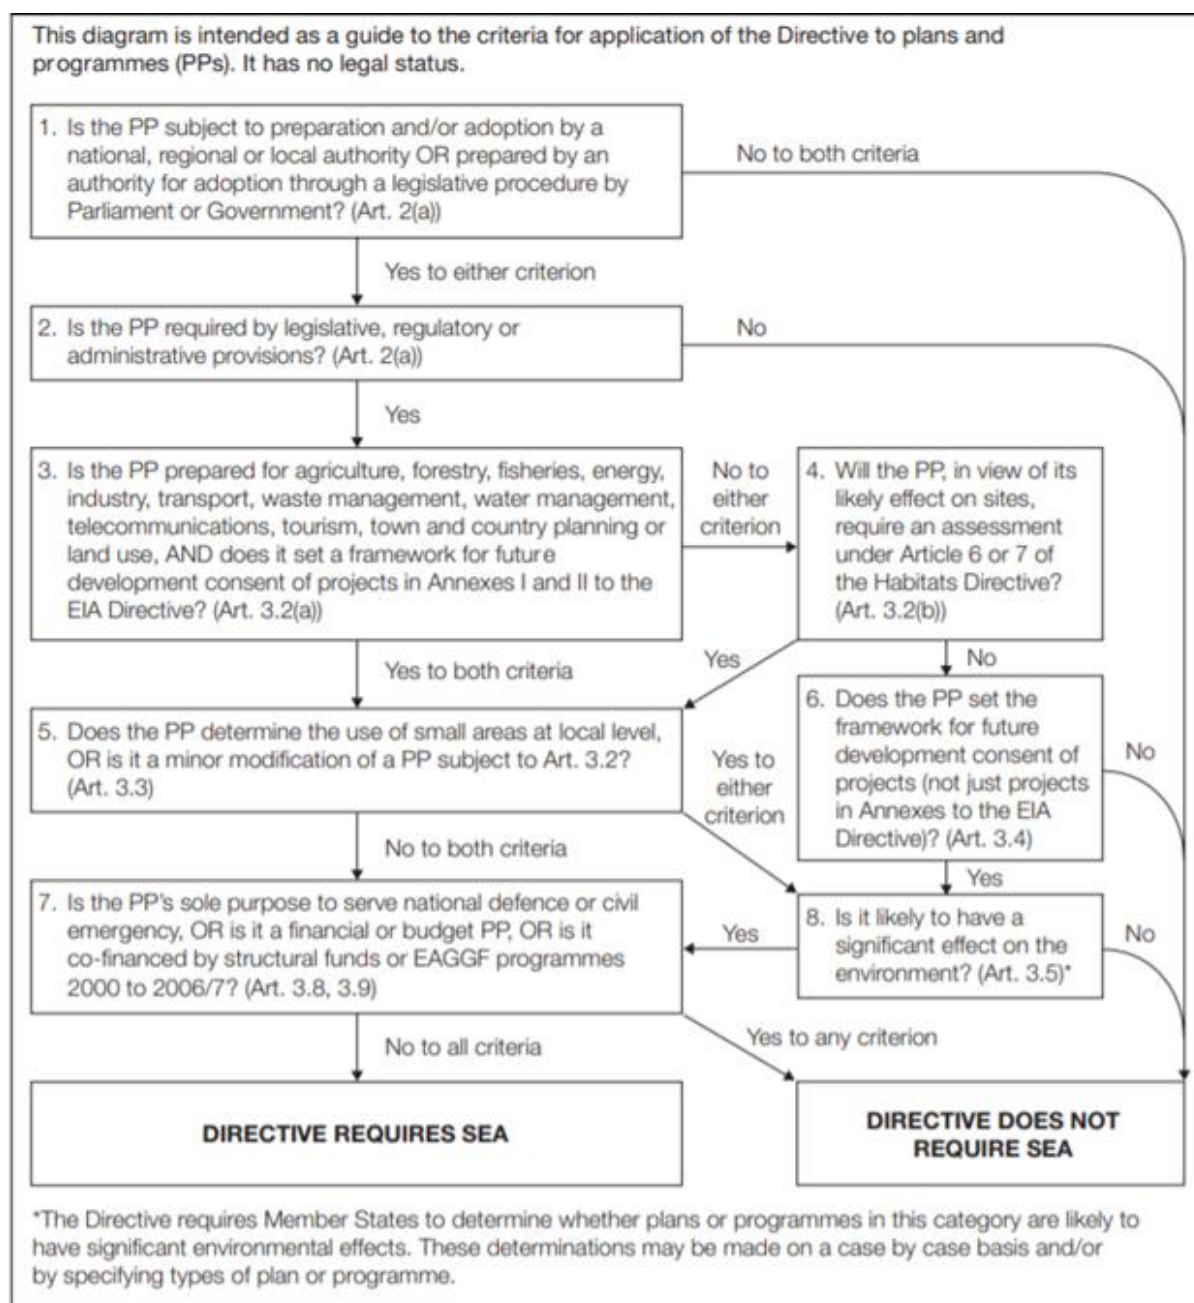 This diagram is intended as a guide to the criteria for application of the Directive to plans and
programmes (PPs). It has no legal status.
1. Is the PP subject to preparation and/or adoption by a
national, regional or local authority OR prepared by an
authority for adoption through a legislative procedure by
Parliament or Government? (Art. 2(a))
No to both criteria
Yes to either criterion
2. Is the PP required by legislative, regulatory or
administrative provisions? (Art. 2(a))
No
Yes
3. Is the PP prepared for agriculture, forestry, fisheries, energy,
industry, transport, waste management, water management,
telecommunications, tourism, town and country planning or
land use, AND does it set a framework for future
development consent of projects in Annexes I and II to the
EIA Directive? (Art. 3.2(a))
No to
either
criterion
4. Will the PP, in view of its
likely effect on sites,
require an assessment
under Article 6 or 7 of
the Habitats Directive?
(Art. 3.2(b))
Yes to both criteria
Yes
No
5. Does the PP determine the use of small areas at local level,
OR is it a minor modification of a PP subject to Art. 3.2?
(Art. 3.3)
Yes to
either
criterion
6. Does the PP set the
framework for future
development consent of
projects (not just projects
in Annexes to the EIA
Directive)? (Art. 3.4)
No
No to both criteria
Yes
7. Is the PP's sole purpose to serve national defence or civil
emergency, OR is it a financial or budget PP, OR is it
co-financed by structural funds or EAGGF programmes
2000 to 2006/7? (Art. 3.8, 3.9)
Yes
8. Is it likely to have a
significant effect on the
environment? (Art. 3.5)*
No
No to all criteria
Yes to any criterion
DIRECTIVE REQUIRES SEA
DIRECTIVE DOES NOT
REQUIRE SEA
*The Directive requires Member States to determine whether plans or programmes in this category are likely to
have significant environmental effects. These determinations may be made on a case by case basis and/or
by specifying types of plan or programme.